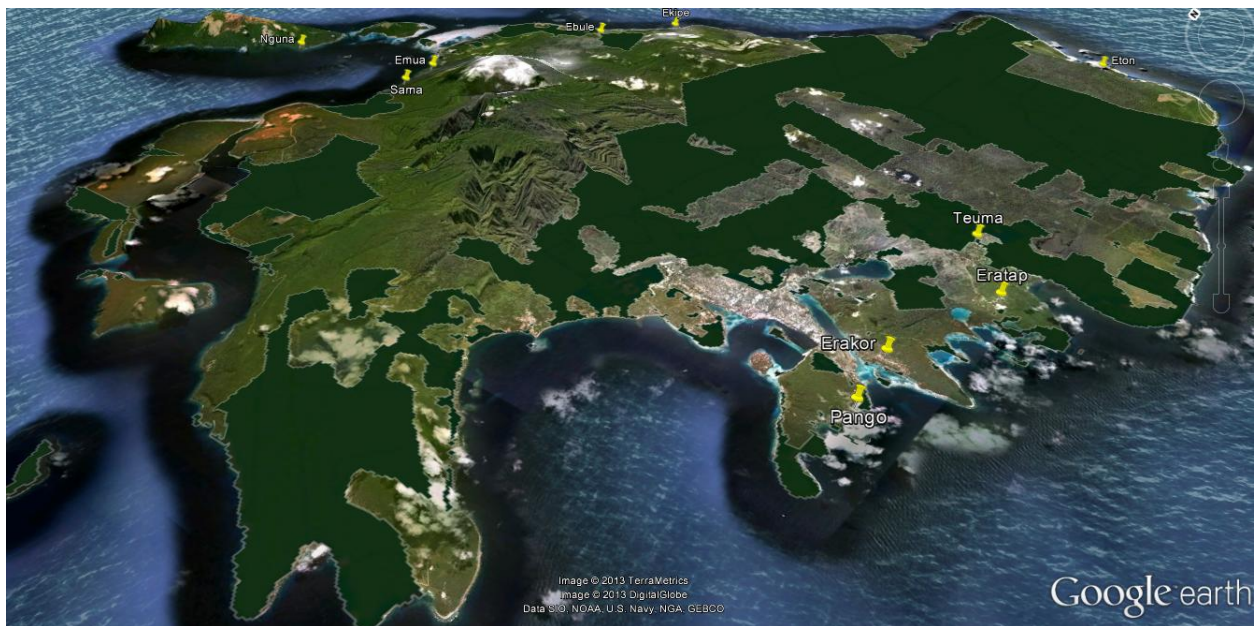 Ekipe
Ebule
Nguna
Emua
Sama
Eton
N
Teuma
Eratap
Erakor
Pango
Image © 2013 TerraMetrics
Image © 2013 DigitalGlobe
Data SIO, NOAA, U.S. Navy, NGA, GEBCO
Google earth